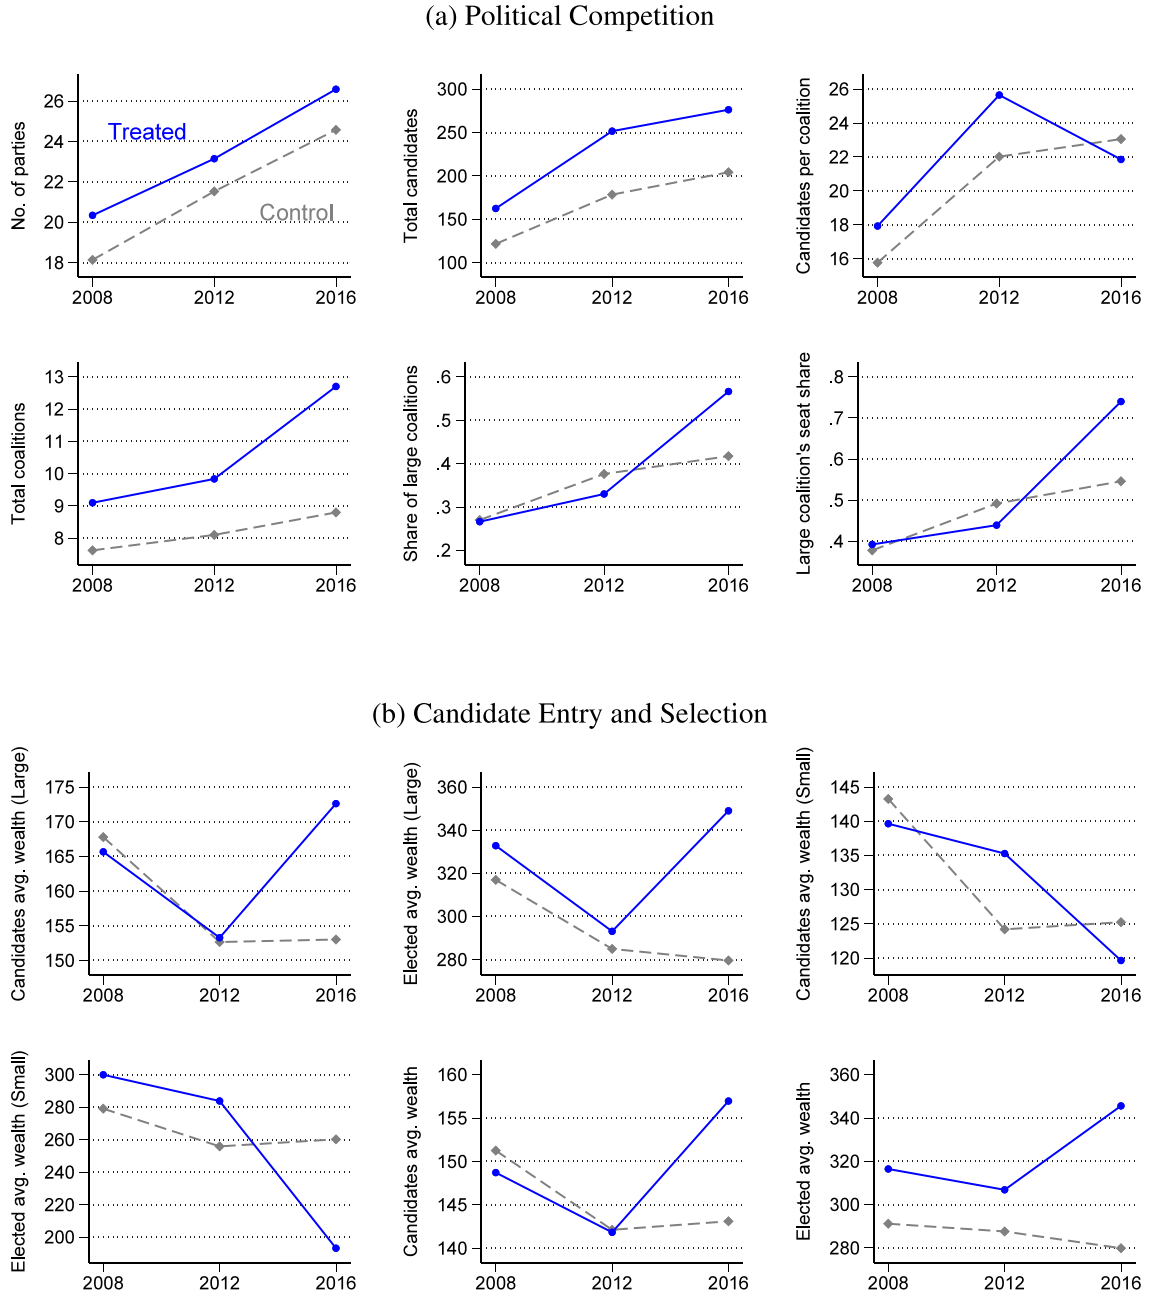 (a) Political Competition
No. of parties
26
24
22
20
18
Treated
Control
2008 2012 2016
Total candidates
300
250
200
150
100
2008 2012 2016
Candidates per coalition
26
24
22
20
18
16
2008 2012 2016
Total coalitions
13
12
11
10
9
8
2008 2012 2016
Share of large coalitions
.6
.5
.4
.3
.2
2008 2012 2016
Large coalition's seat share
.8
.7
.6
.5
.4
2008 2012 2016
(b) Candidate Entry and Selection
Candidates avg. wealth (Large)
175
170
165
160
155
150
2008 2012 2016
Elected avg. wealth (Large)
360
340
320
300
280
2008 2012 2016
Candidates avg. wealth (Small)
145
140
135
130
125
120
2008 2012 2016
Elected avg. wealth (Small)
300
280
260
240
220
200
2008 2012 2016
Candidates avg. wealth
160
155
150
145
140
2008 2012 2016
Elected avg. wealth
360
340
320
300
280
2008 2012 2016